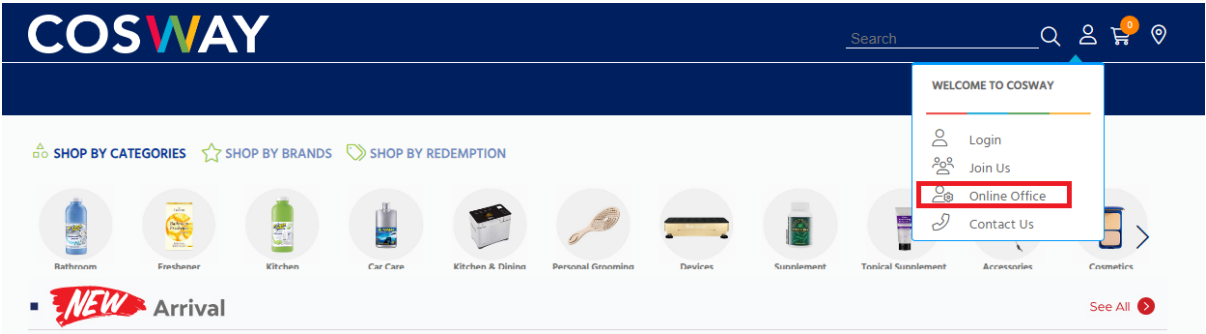 COSWAY
Search
0
WELCOME TO COSWAY
Login
Join Us
Online Office
Contact Us
SHOP BY CATEGORIES SHOP BY BRANDS SHOP BY REDEMPTION
Bathroom Freshener Kitchen Car Care Kitchen & Dining Personal Grooming Devices Supplement Topical Supplement Accessories Cosmetics
NEW Arrival
See All